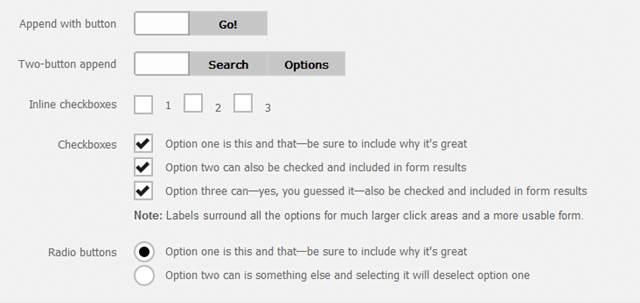 Append with button Go!
Two-button append Search Options
Inline checkboxes 1 2 3
Checkboxes Option one is this and that—be sure to include why it's great
Option two can also be checked and included in form results
Option three can—yes, you guessed it—also be checked and included in form results
Note: Labels surround all the options for much larger click areas and a more usable form.
Radio buttons Option one is this and that—be sure to include why it's great
Option two can is something else and selecting it will deselect option one